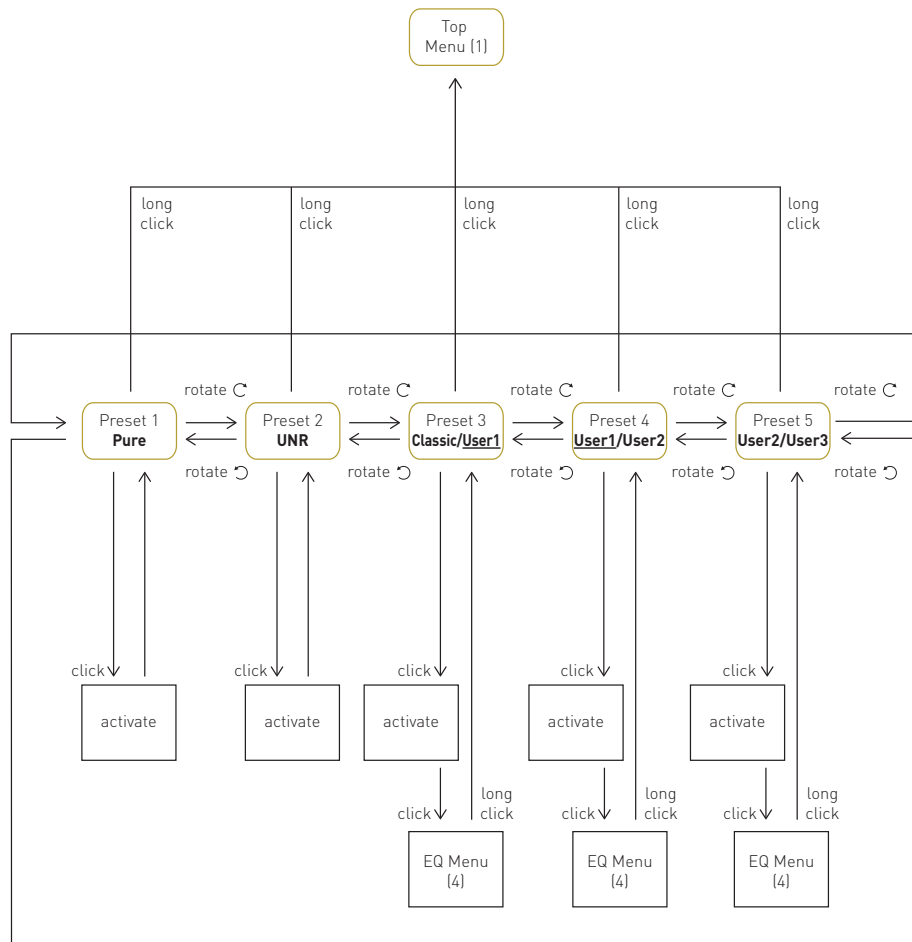 Top
Menu (1)
long
click
long
click
long
click
long
click
long
click
rotate
rotate
rotate
rotate
rotate
Preset 1
Pure
Preset 2
UNR
Preset 3
Classic/User1
Preset 4
User1/User2
Preset 5
User2/User3
rotate
rotate
rotate
rotate
rotate
click
click
click
click
click
activate
activate
activate
activate
activate
click
long
click
click
long
click
click
long
click
EQ Menu
(4)
EQ Menu
(4)
EQ Menu
(4)